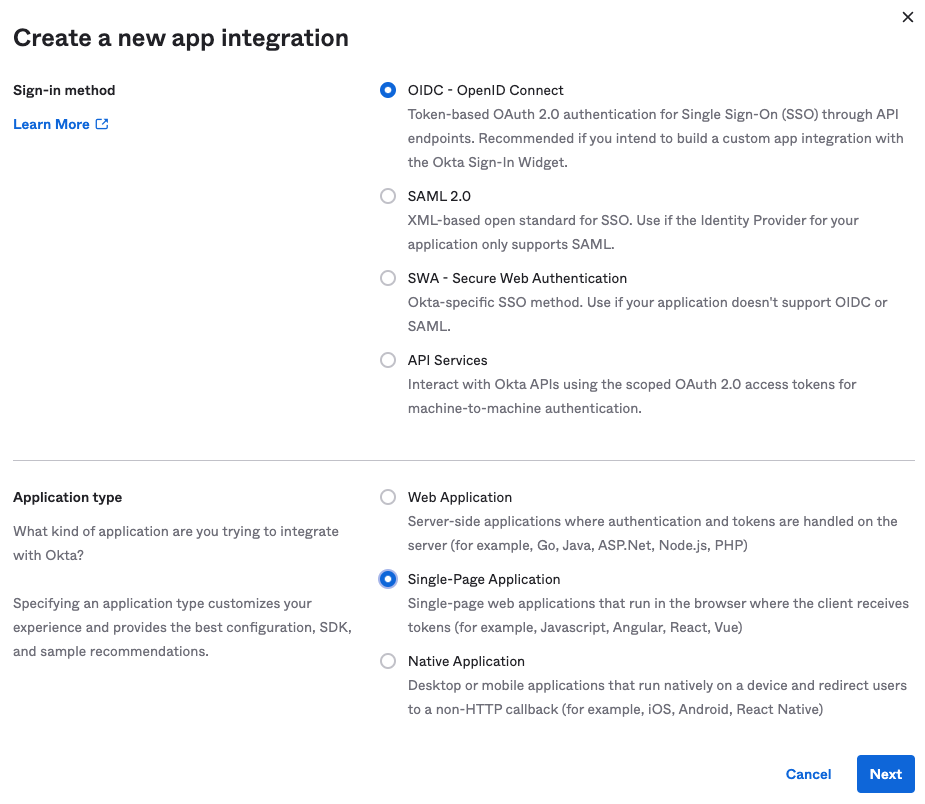 Create a new app integration
Sign-in method
Learn More
OIDC - OpenID Connect
Token-based OAuth 2.0 authentication for Single Sign-On (SSO) through API
endpoints. Recommended if you intend to build a custom app integration with
the Okta Sign-In Widget.
SAML 2.0
XML-based open standard for SSO. Use if the Identity Provider for your
application only supports SAML.
SWA - Secure Web Authentication
Okta-specific SSO method. Use if your application doesn't support OIDC or
SAML.
API Services
Interact with Okta APIs using the scoped OAuth 2.0 access tokens for
machine-to-machine authentication.
Application type
What kind of application are you trying to integrate
with Okta?
Specifying an application type customizes your
experience and provides the best configuration, SDK,
and sample recommendations.
Web Application
Server-side applications where authentication and tokens are handled on the
server (for example, Go, Java, ASP.Net, Node.js, PHP)
Single-Page Application
Single-page web applications that run in the browser where the client receives
tokens (for example, Javascript, Angular, React, Vue)
Native Application
Desktop or mobile applications that run natively on a device and redirect users
to a non-HTTP callback (for example, iOS, Android, React Native)
Cancel
Next